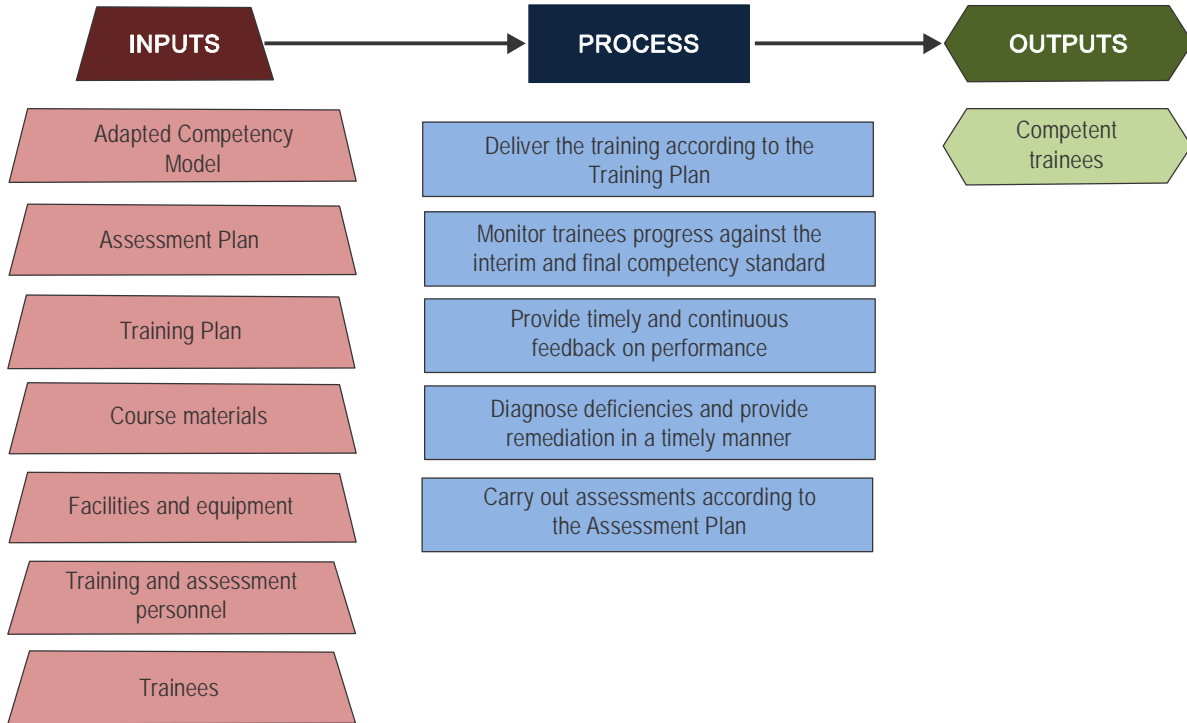 INPUTS
PROCESS
OUTPUTS
Adapted Competency
Model
Assessment Plan
Training Plan
Course materials
Facilities and equipment
Training and assessment
personnel
Trainees
Deliver the training according to the
Training Plan
Monitor trainees progress against the
interim and final competency standard
Provide timely and continuous
feedback on performance
Diagnose deficiencies and provide
remediation in a timely manner
Carry out assessments according to
the Assessment Plan
Competent
trainees